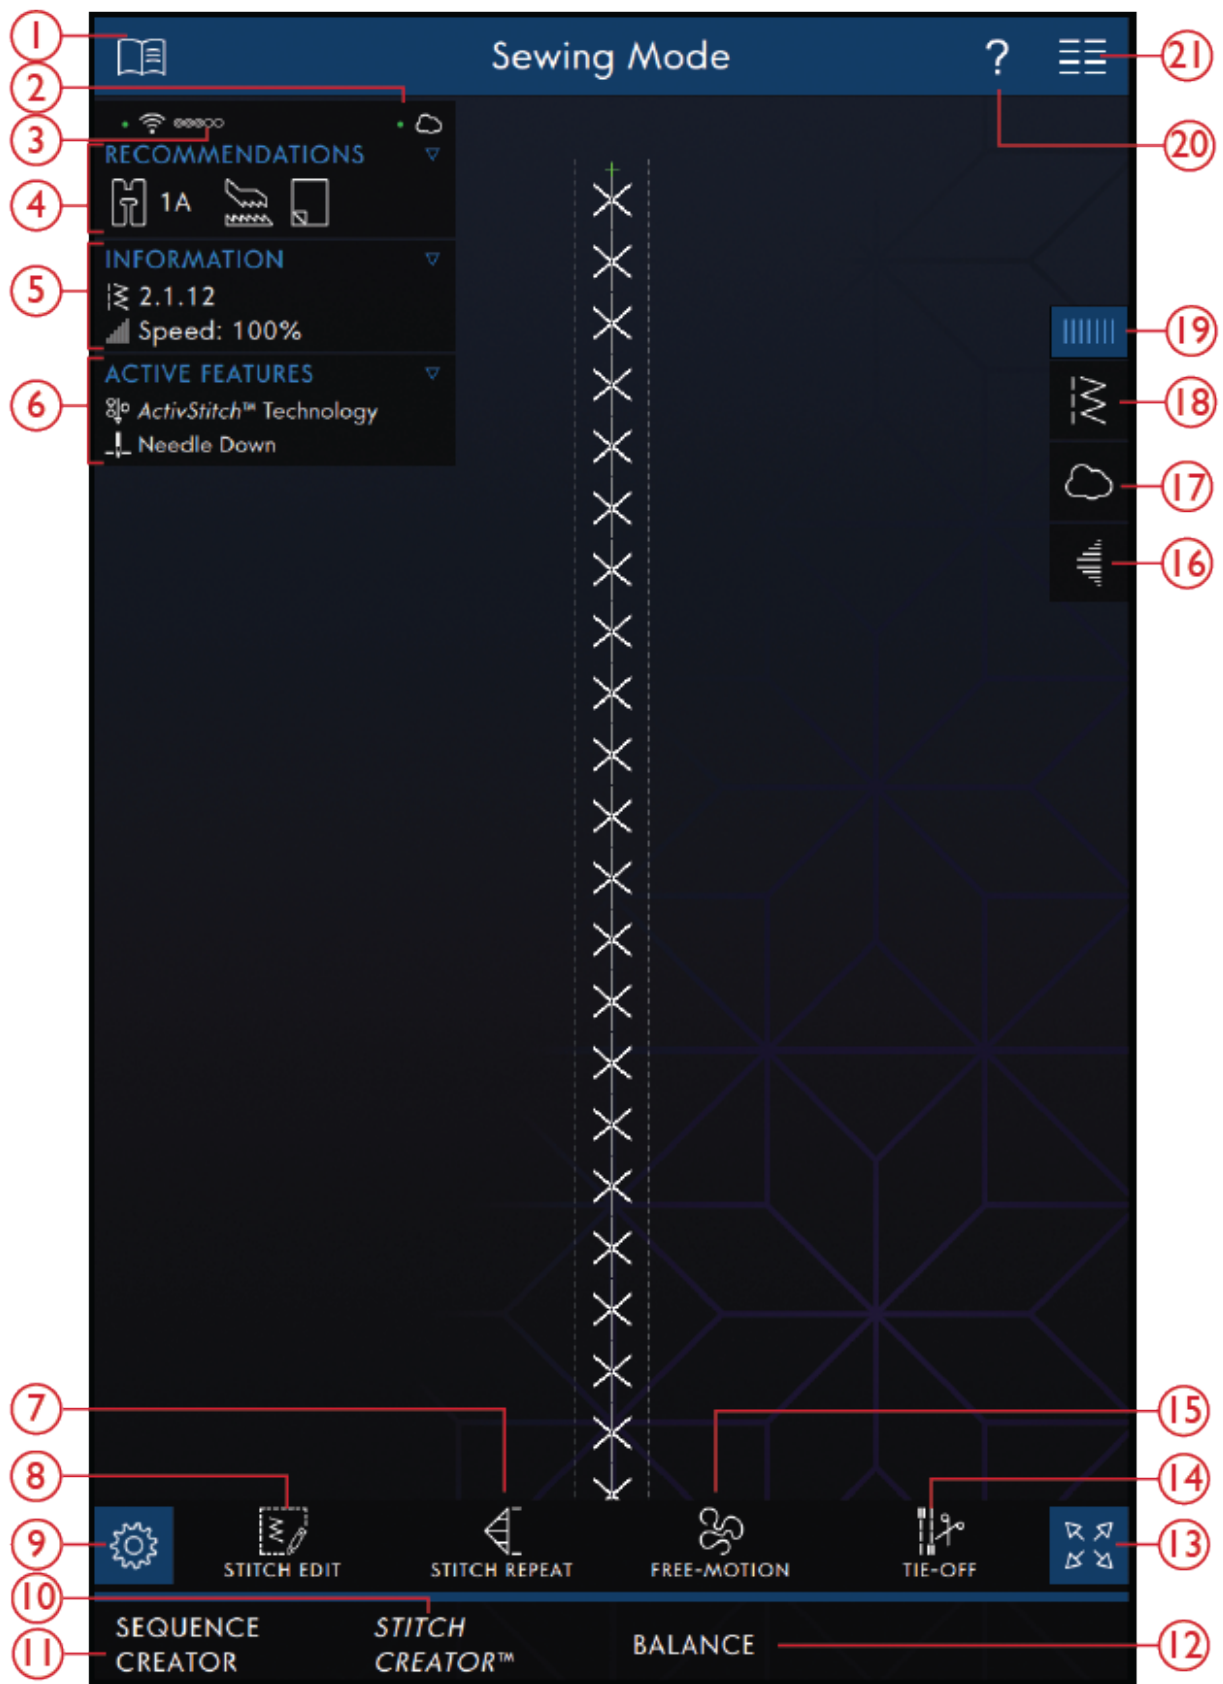 1
Sewing Mode
?
21
2
3
20
RECOMMENDATIONS
4
1A
INFORMATION
5
2.1.12
Speed: 100%
19
ACTIVE FEATURES
6
ActivStitch™ Technology
Needle Down
18
17
16
7
15
8
14
9
STITCH EDIT
STITCH REPEAT
FREE-MOTION
TIE-OFF
13
10
11
SEQUENCE
CREATOR
STITCH
CREATOR™
BALANCE
12